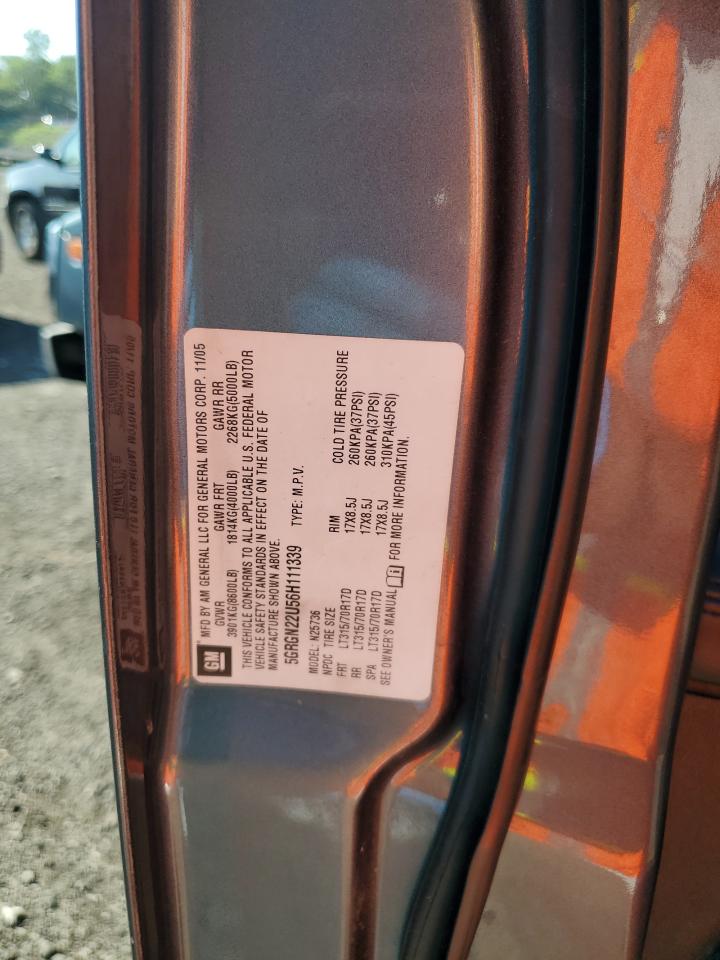 GM
MFD BY AM GENERAL LLC FOR GENERAL MOTORS CORP. 11/05
GVWR GAWR FRT GAWR RR
3901KG(8600LB) 1814KG(4000LB) 2268KG(5000LB)
THIS VEHICLE CONFORMS TO ALL APPLICABLE U.S. FEDERAL MOTOR
VEHICLE SAFETY STANDARDS IN EFFECT ON THE DATE OF
MANUFACTURE SHOWN ABOVE.
5GRGN22U56H111339 TYPE: M.P.V.
MODEL: N25736
NPDC TIRE SIZE RIM COLD TIRE PRESSURE
FRT LT315/70R17D 17X8.5J 260KPA(37PSI)
RR LT315/70R17D 17X8.5J 260KPA(37PSI)
SPA LT315/70R17D 17X8.5J 310KPA(45PSI)
SEE OWNER'S MANUAL FOR MORE INFORMATION.